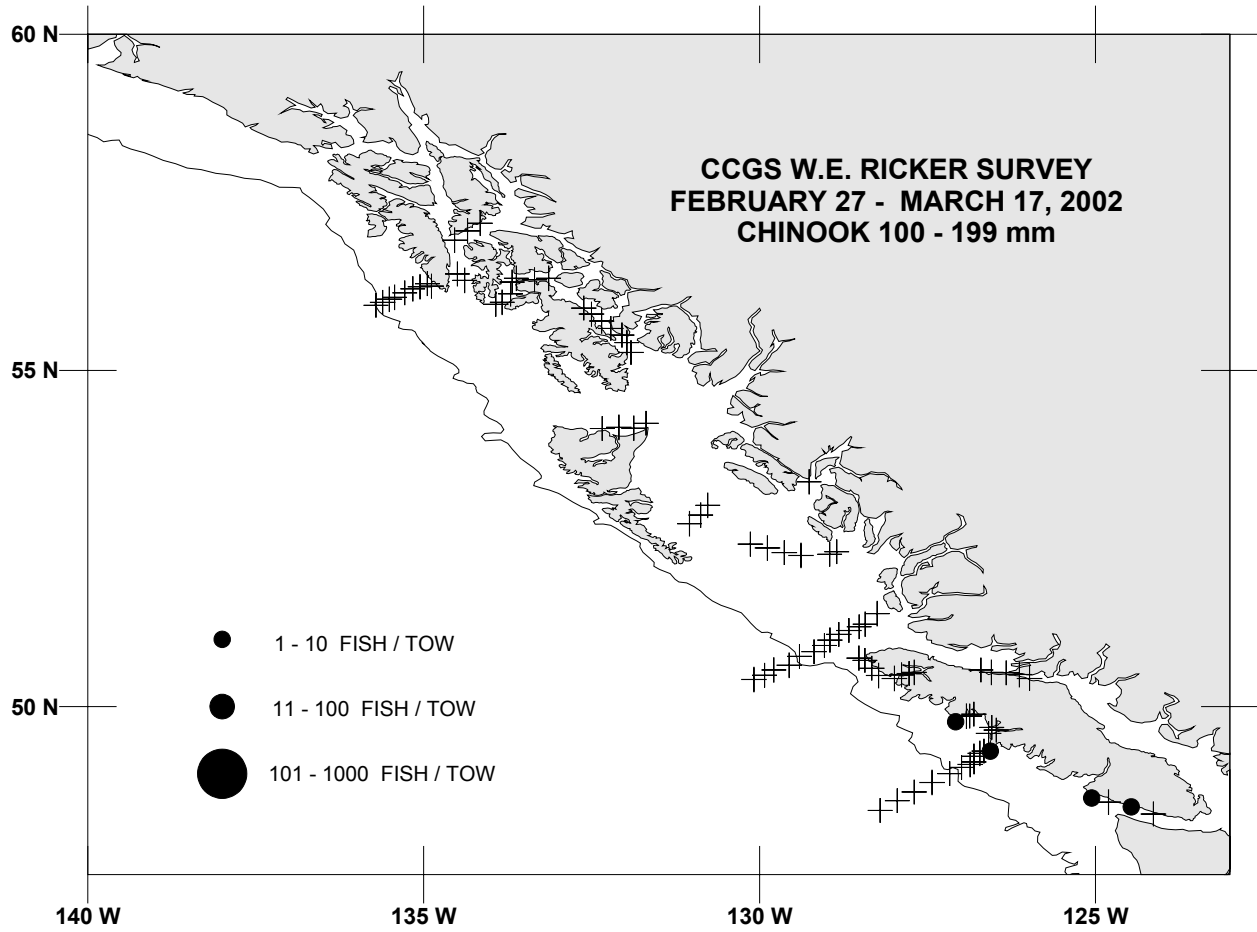 60 N
CCGS W.E. RICKER SURVEY
FEBRUARY 27 - MARCH 17, 2002
CHINOOK 100 - 199 mm
55 N
1 - 10 FISH / TOW
50 N
11 - 100 FISH / TOW
101 - 1000 FISH / TOW
140 W
135 W
130 W
125 W